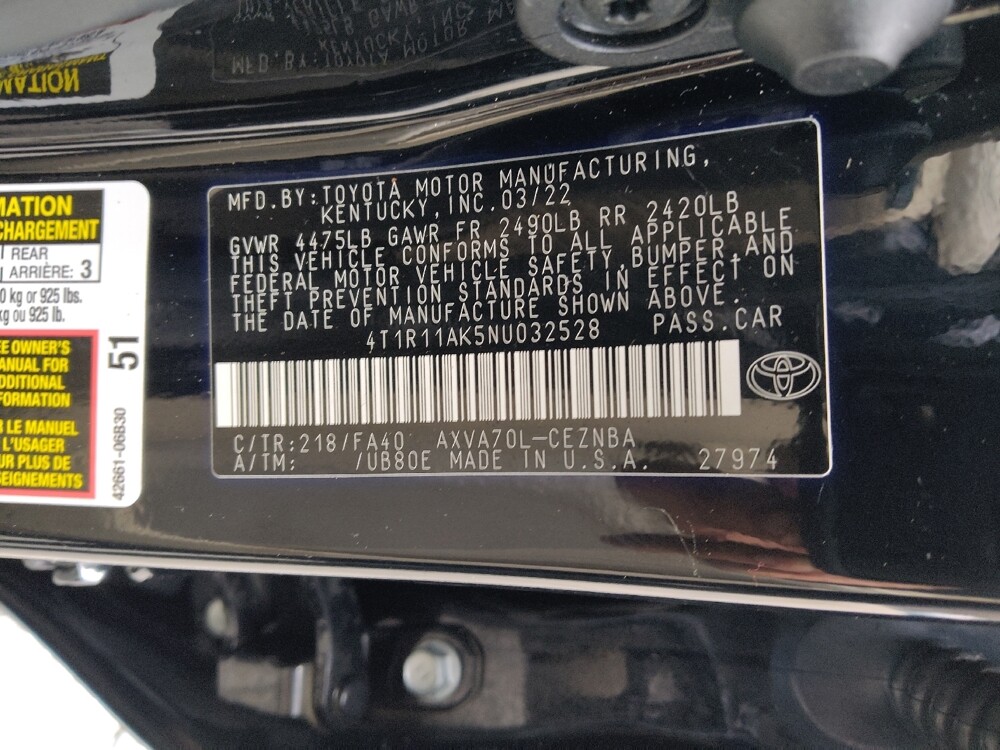 MFD.BY:TOYOTA MOTOR MANUFACTURING,
KENTUCKY, INC.03/22
GVWR 4475LB GAWR FR 2490LB RR 2420LB
THIS VEHICLE CONFORMS TO ALL APPLICABLE
FEDERAL MOTOR VEHICLE SAFETY,BUMPER,AND
THEFT PREVENTION STANDARDS IN EFFECT ON
THE DATE OF MANUFACTURE SHOWN ABOVE.
4T1R11AK5NU032528 PASS.CAR
C/TR:218/FA40 AXVA70L-CEZNBA
A/TM: /UB80E MADE IN U.S.A. 27974
MATION
CHARGEMENT
REAR
ARRIÈRE: 3
0 kg or 925 lbs.
kg ou 925 lb.
EE OWNER'S
ANUAL FOR
DDITIONAL
FORMATION
LE MANUEL
L'USAGER
UR PLUS DE
SEIGNEMENTS
51
42661-06B30